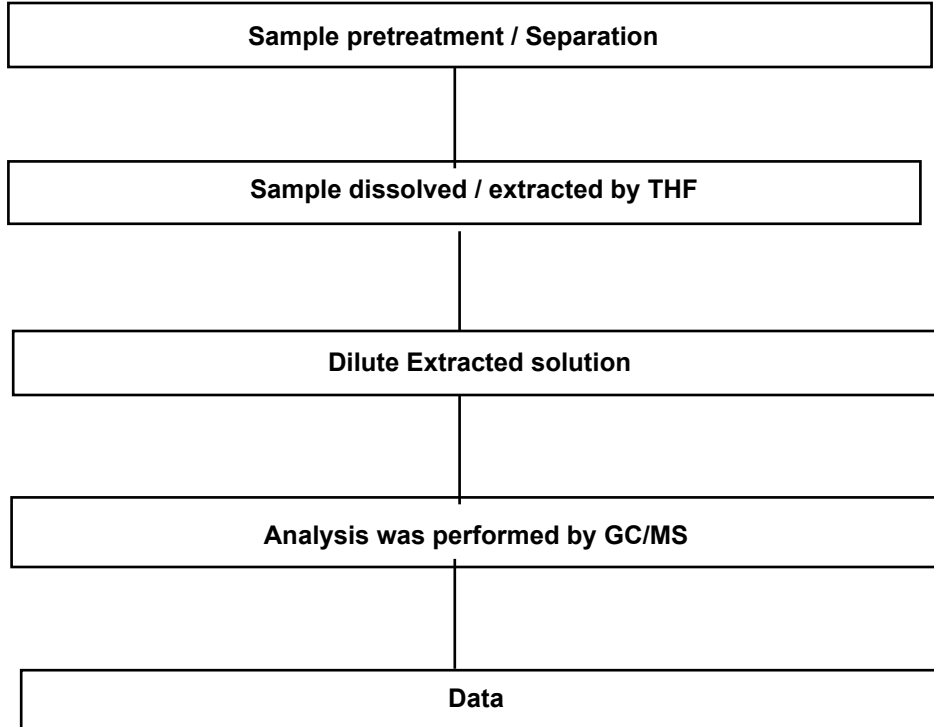 Sample pretreatment / Separation
Sample dissolved / extracted by THF
Dilute Extracted solution
Analysis was performed by GC/MS
Data